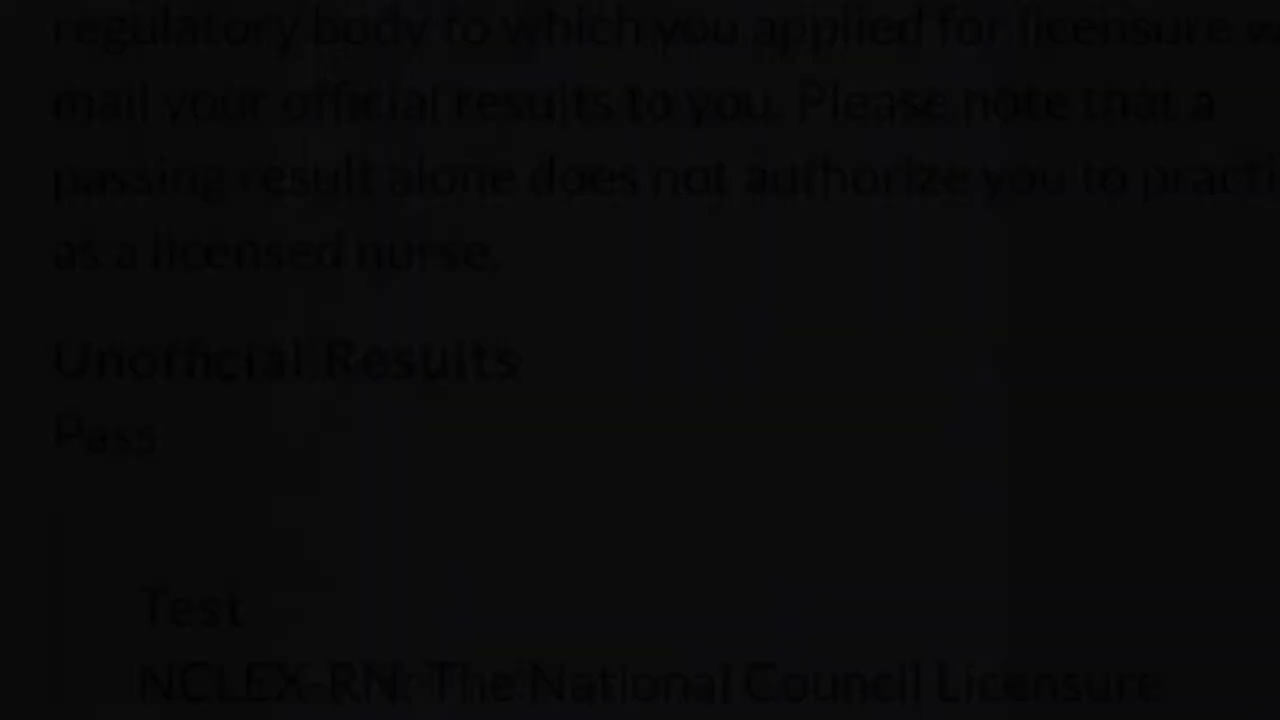 regulatory body to which you applied for licensure
mail your official results to you. Please note that a
passing result alone does not authorize you to practi
as a licensed nurse.
Unofficial Results
Pass
Test
NCLEX-RN: The National Council Licensure